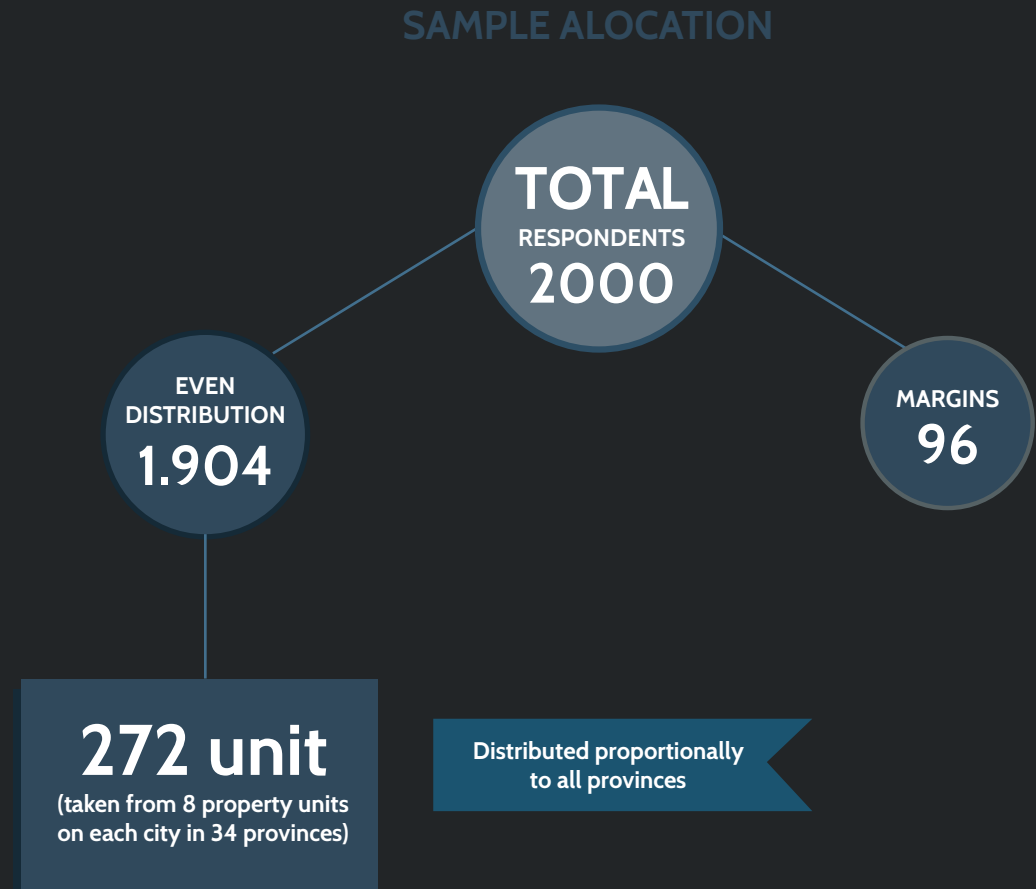 SAMPLE ALOCATION
TOTAL
RESPONDENTS
2000
EVEN
DISTRIBUTION
1.904
MARGINS
96
272 unit
(taken from 8 property units
on each city in 34 provinces)
Distributed proportionally
to all provinces